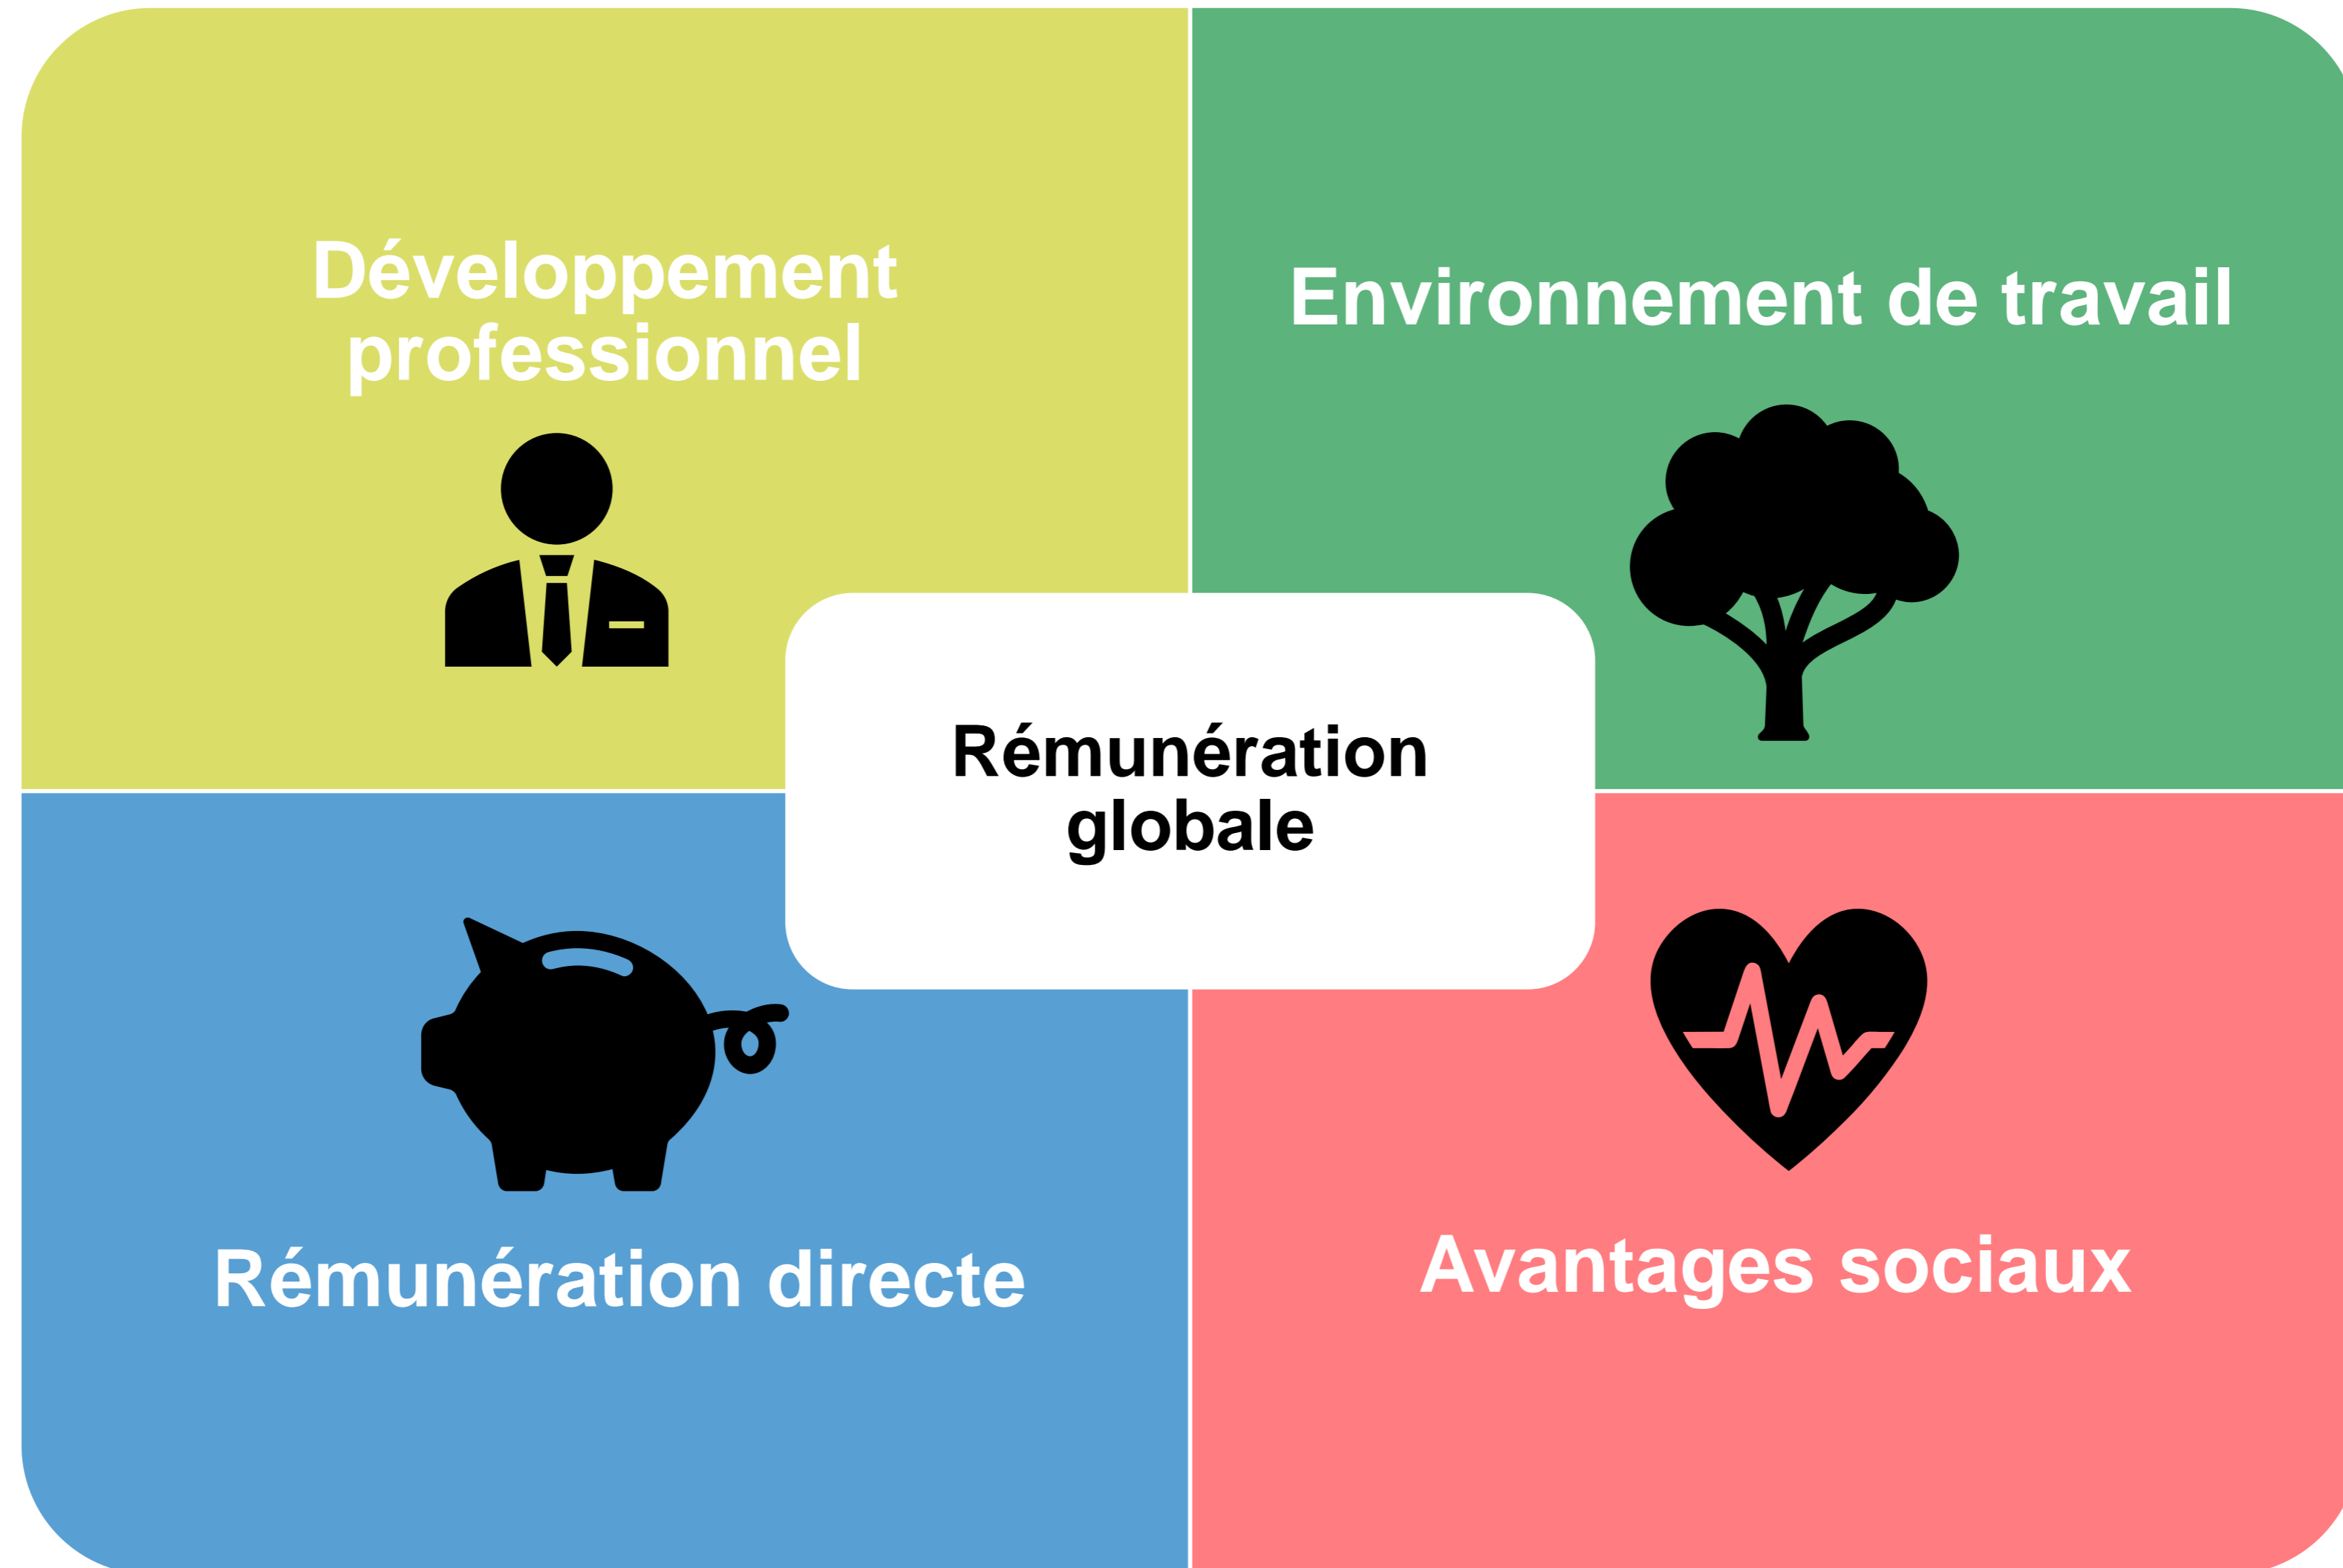 Développement
professionnel
Environnement de travail
Rémunération
globale
Rémunération directe
Avantages sociaux